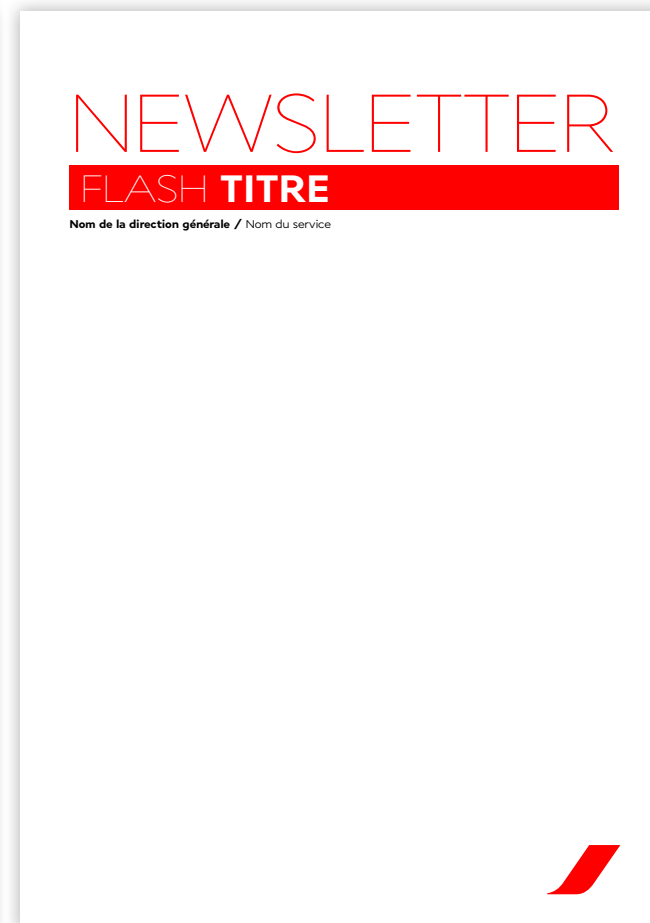 NEWSLETTER
FLASH TITRE
Nom de la direction générale / Nom du service